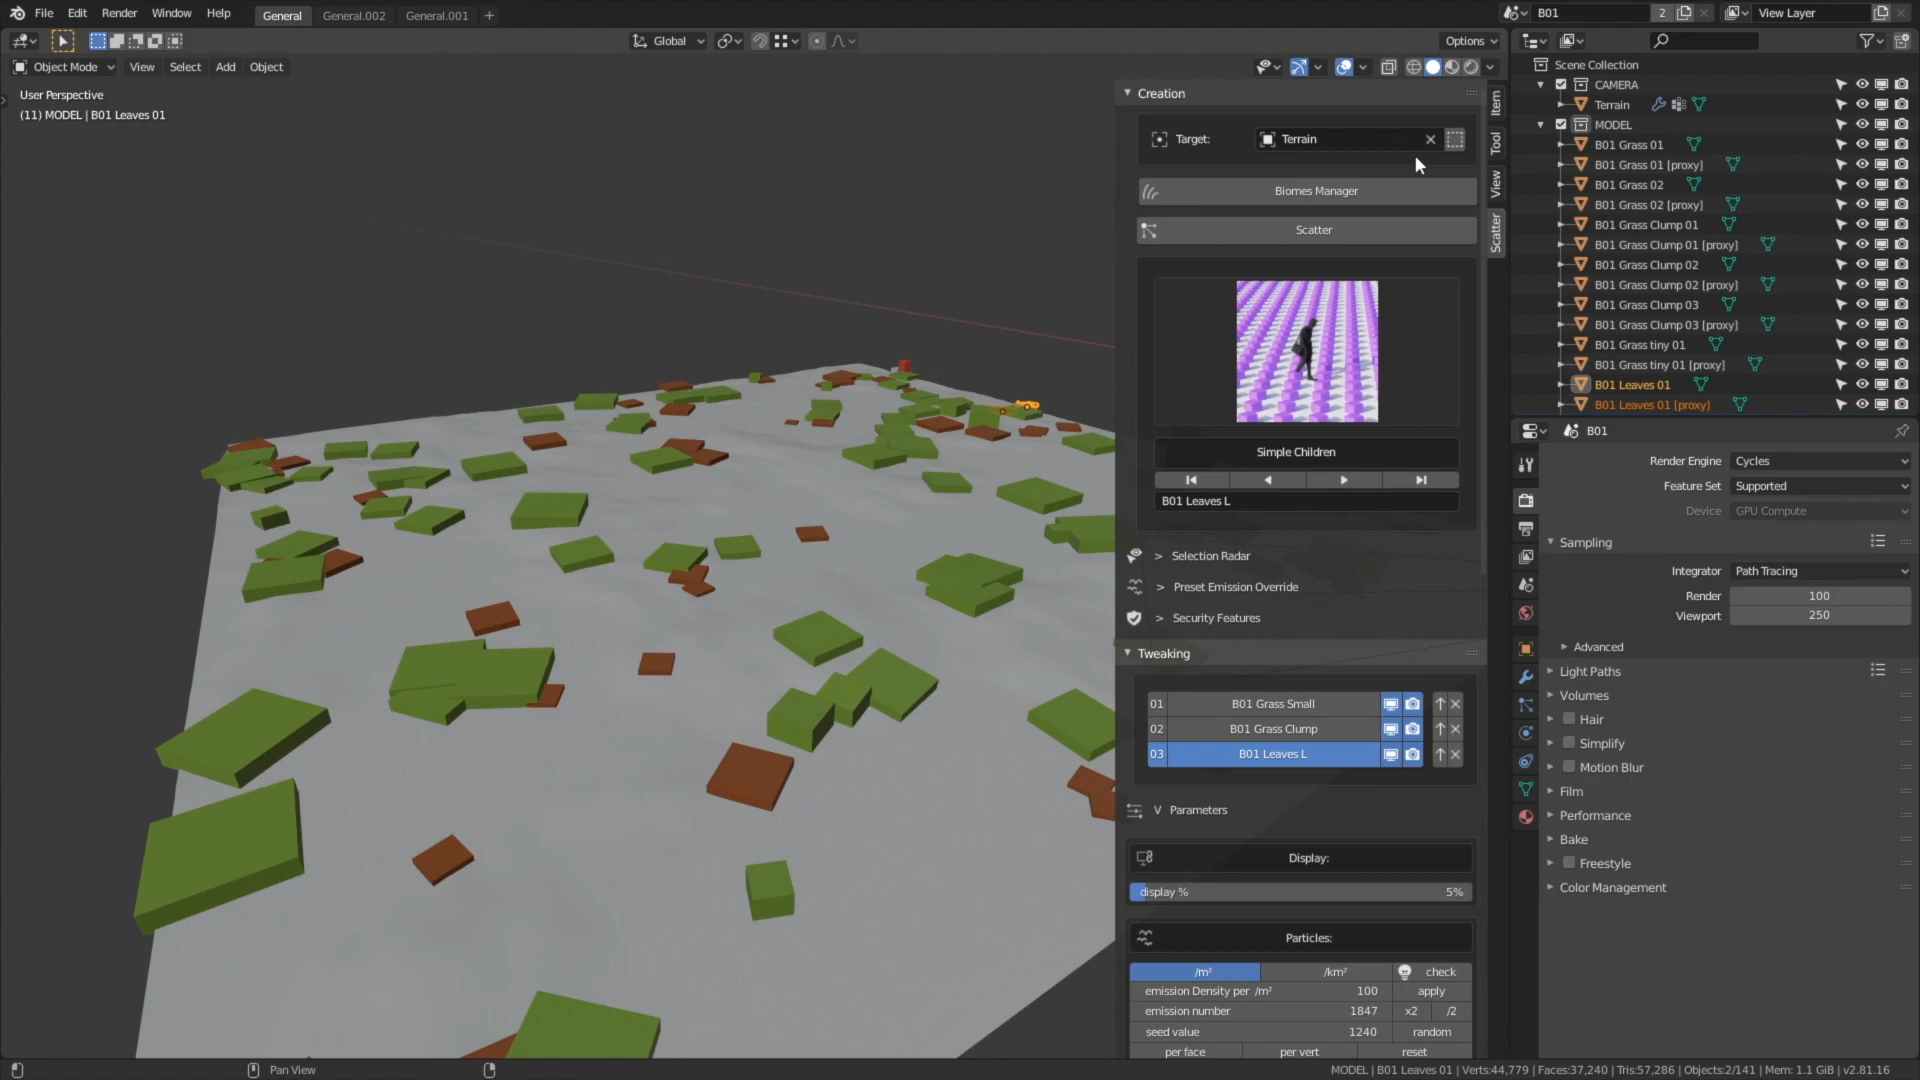 File Edit Render Window Help General General.002 General.001 + B01 2 View Layer
Global Options
Object Mode View Select Add Object
User Perspective
(11) MODEL | B01 Leaves 01
Creation
Target: Terrain
Biomes Manager
Scatter
Simple Children
B01 Leaves L
> Selection Radar
> Preset Emission Override
> Security Features
Tweaking
01 B01 Grass Small
02 B01 Grass Clump
03 B01 Leaves L
V Parameters
Display:
display % 5%
Particles:
/m² /km² check
emission Density per /m² 100 apply
emission number 1847 x2 /2
seed value 1240 random
per face per vert reset
Item
Tool
View
Scatter
Scene Collection
CAMERA
Terrain
MODEL
B01 Grass 01
B01 Grass 01 [proxy]
B01 Grass 02
B01 Grass 02 [proxy]
B01 Grass Clump 01
B01 Grass Clump 01 [proxy]
B01 Grass Clump 02
B01 Grass Clump 02 [proxy]
B01 Grass Clump 03
B01 Grass Clump 03 [proxy]
B01 Grass tiny 01
B01 Grass tiny 01 [proxy]
B01 Leaves 01
B01 Leaves 01 [proxy]
B01
Render Engine Cycles
Feature Set Supported
Device GPU Compute
Sampling
Integrator Path Tracing
Render 100
Viewport 250
Advanced
Light Paths
Volumes
Hair
Simplify
Motion Blur
Film
Performance
Bake
Freestyle
Color Management
Pan View
MODEL | B01 Leaves 01 | Verts:44,779 | Faces:37,240 | Tris:57,286 | Objects:2/141 | Mem: 1.1 GiB | v2.81.16